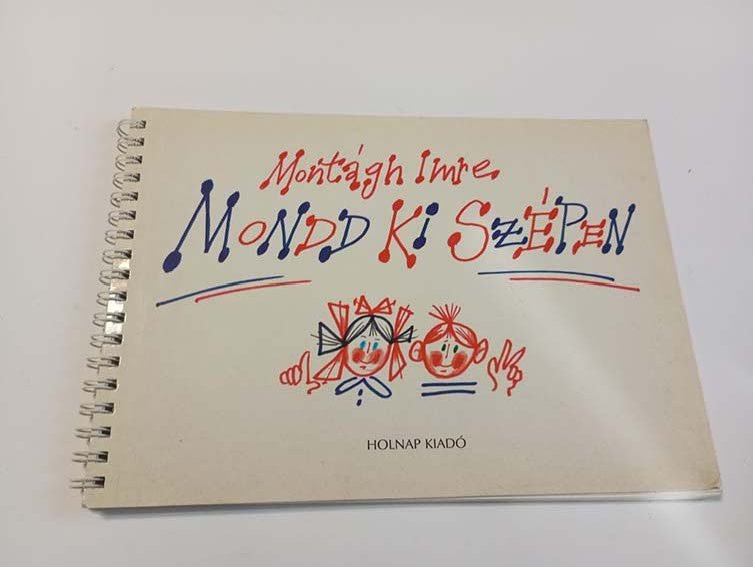 Montágh Imre
MONDD KI SZÉPEN
HOLNAP KIADÓ